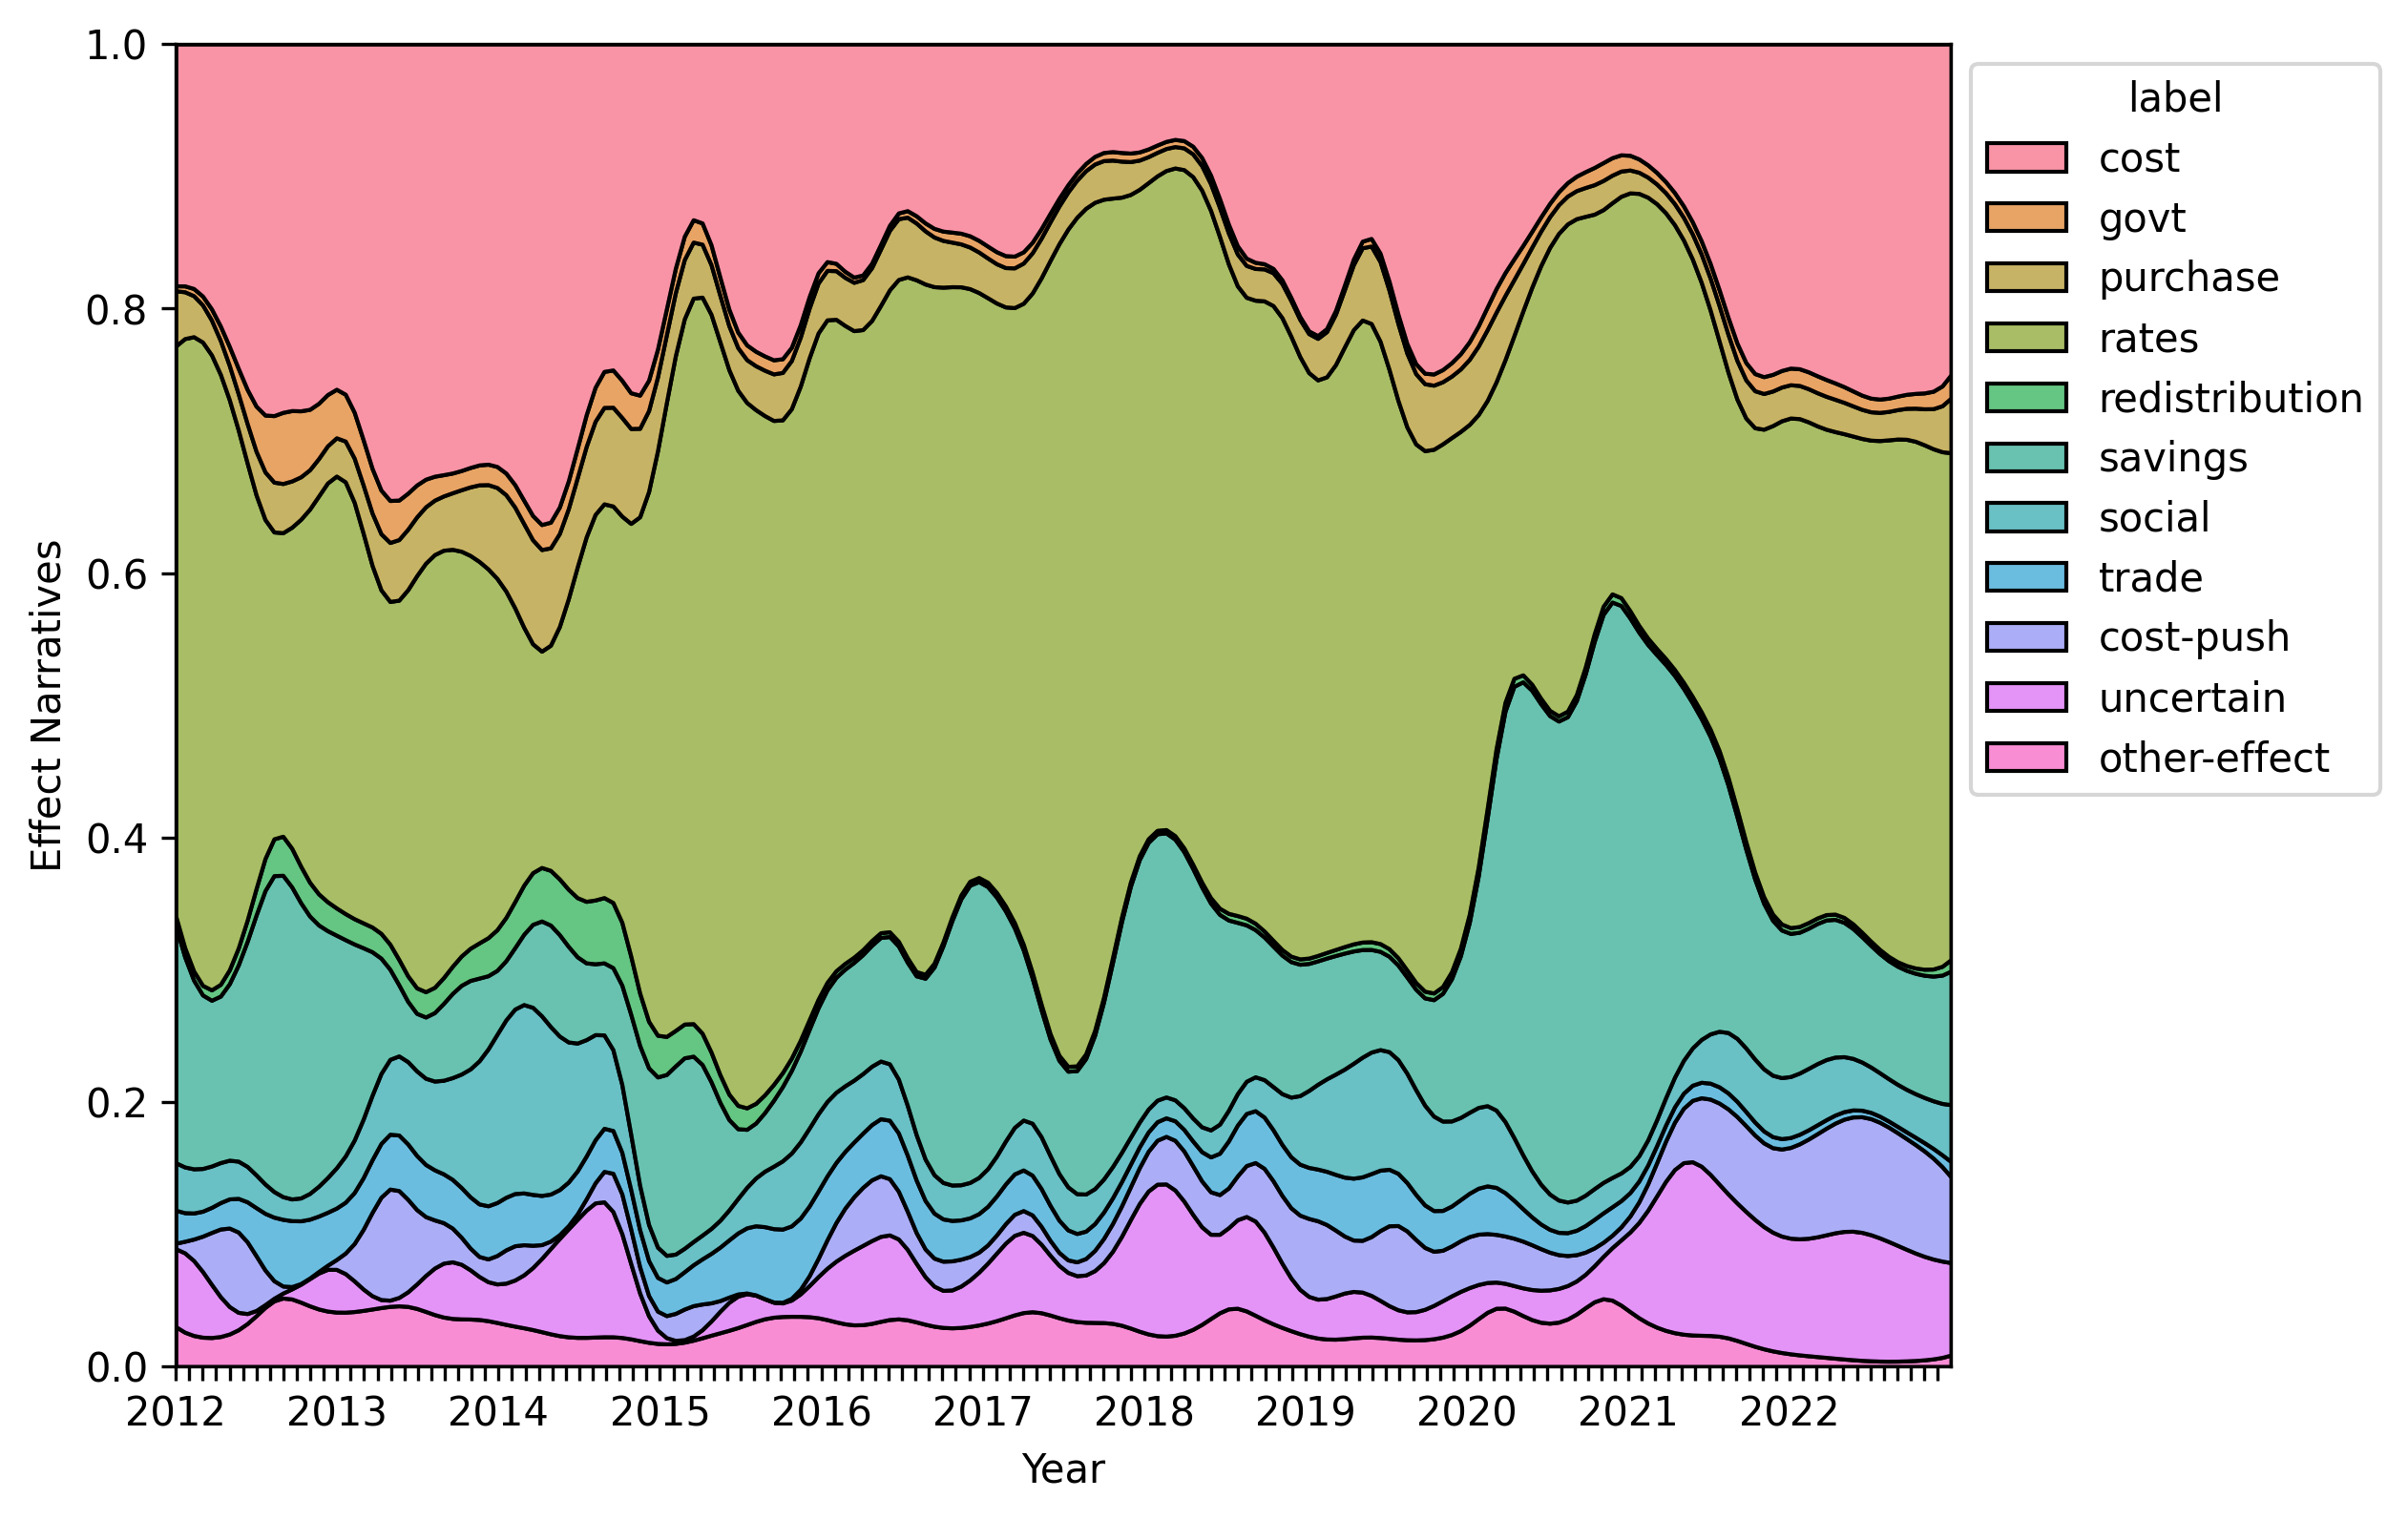 1.0
0.8
0.6
0.4
0.2
0.0
Effect Narratives
2012 2013 2014 2015 2016 2017 2018 2019 2020 2021 2022
Year
label
cost
govt
purchase
rates
redistribution
savings
social
trade
cost-push
uncertain
other-effect